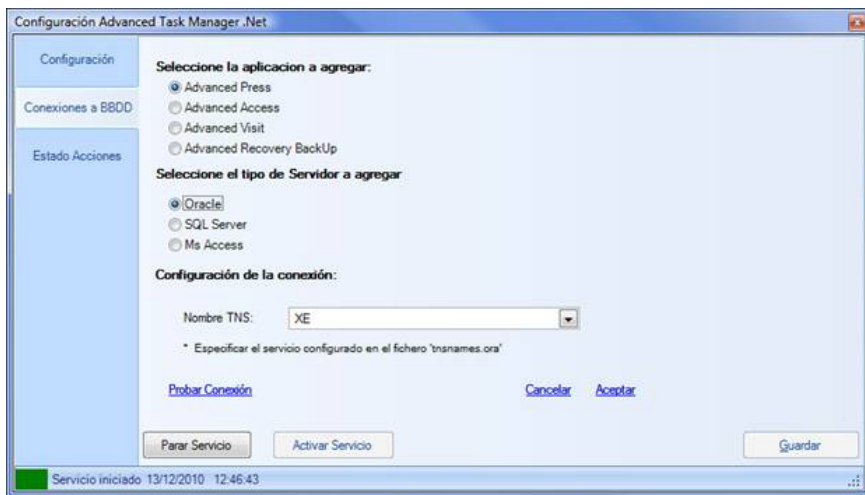 Configuración Advanced Task Manager .Net
Configuración
Conexiones a BBDD
Estado Acciones
Seleccione la aplicacion a agregar:
Advanced Press
Advanced Access
Advanced Visit
Advanced Recovery BackUp
Seleccione el tipo de Servidor a agregar
Oracle
SQL Server
Ms Access
Configuración de la conexión:
Nombre TNS: XE
* Especificar el servicio configurado en el fichero 'tnsnames.ora'
Probar Conexión Cancelar Aceptar
Parar Servicio Activar Servicio Guardar
Servicio iniciado 13/12/2010 12:46:43